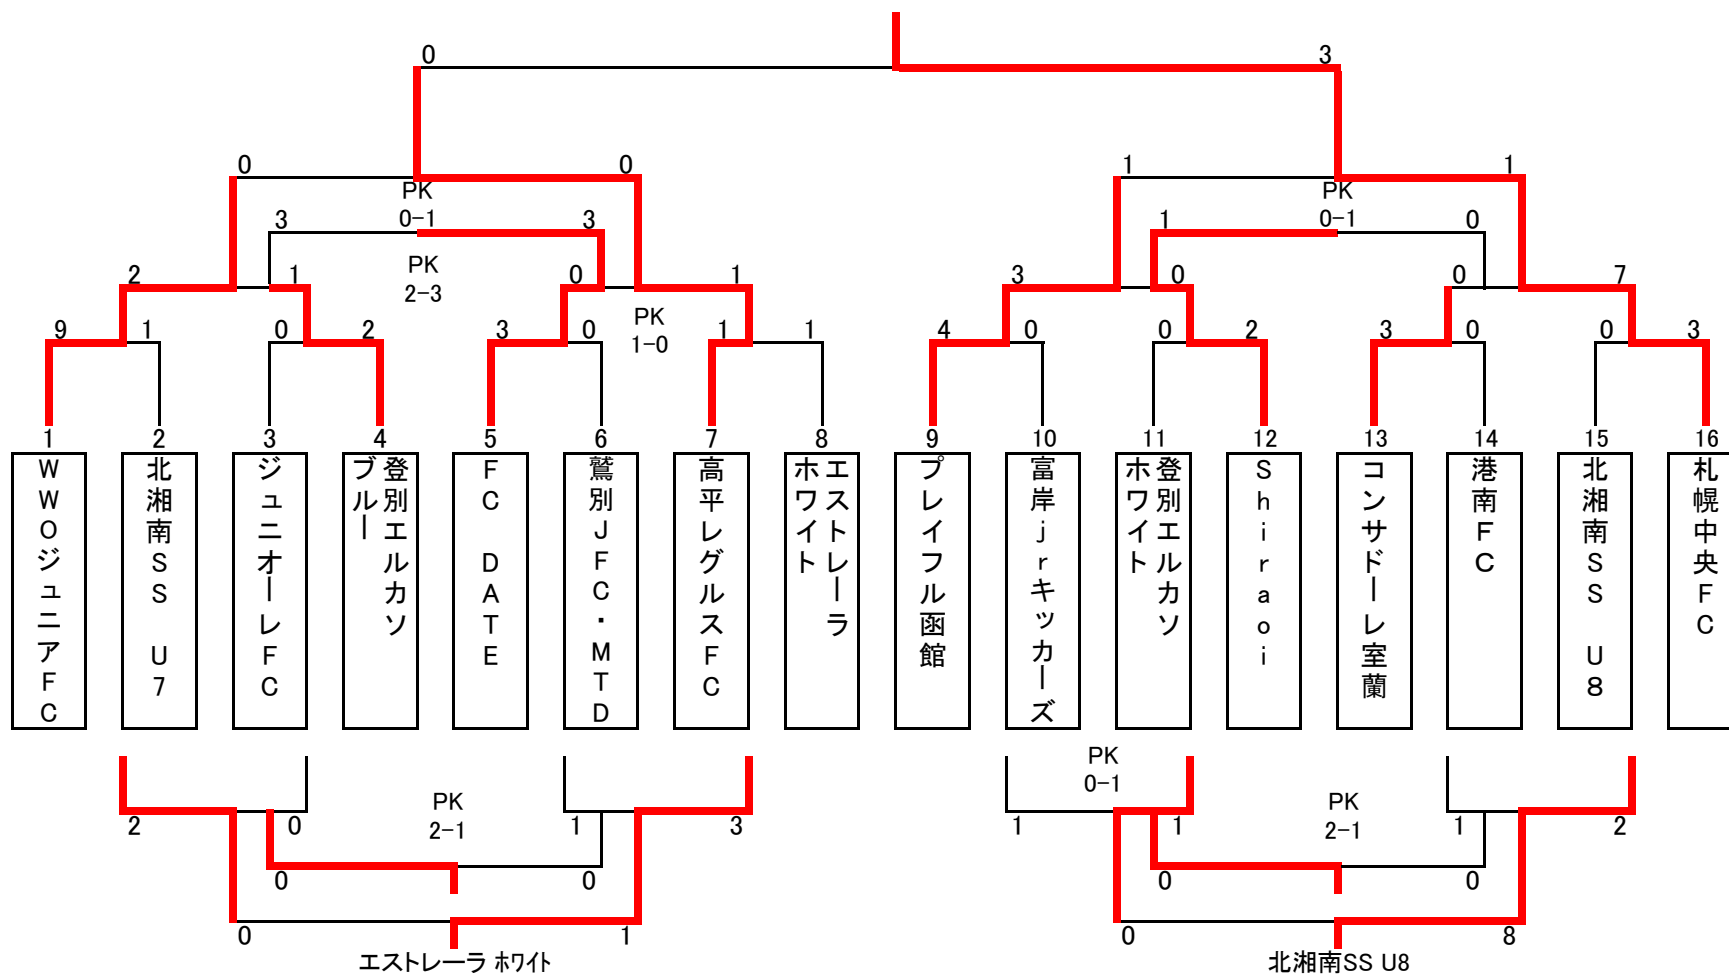 0 3
0 0 1 1
PK PK
0-1 0-1
3 3 1 0
PK
2-3
2 1 0 1 3 0 0 7
PK
1-0
9 1 0 2 3 0 1 1 4 0 0 2 3 0 0 3
1 2 3 4 5 6 7 8 9 10 11 12 13 14 15 16
WWOジュニアFC
北湘南SS U7
ジュニオーレFC
登別エルカソ
ブルー
FC DATE
鷲別JFC・MTD
高平レグルスFC
エストレーラ
ホワイト
プレイフル函館
富岸jrキッカーズ
登別エルカソ
ホワイト
Shiraoi
コンサドーレ室蘭
港南FC
北湘南SS U8
札幌中央FC
PK
0-1
PK PK
2-1 2-1
2 0 1 3 1 1 1 2
0 0 0 0
0 1 0 8
エストレーラ ホワイト
北湘南SS U8